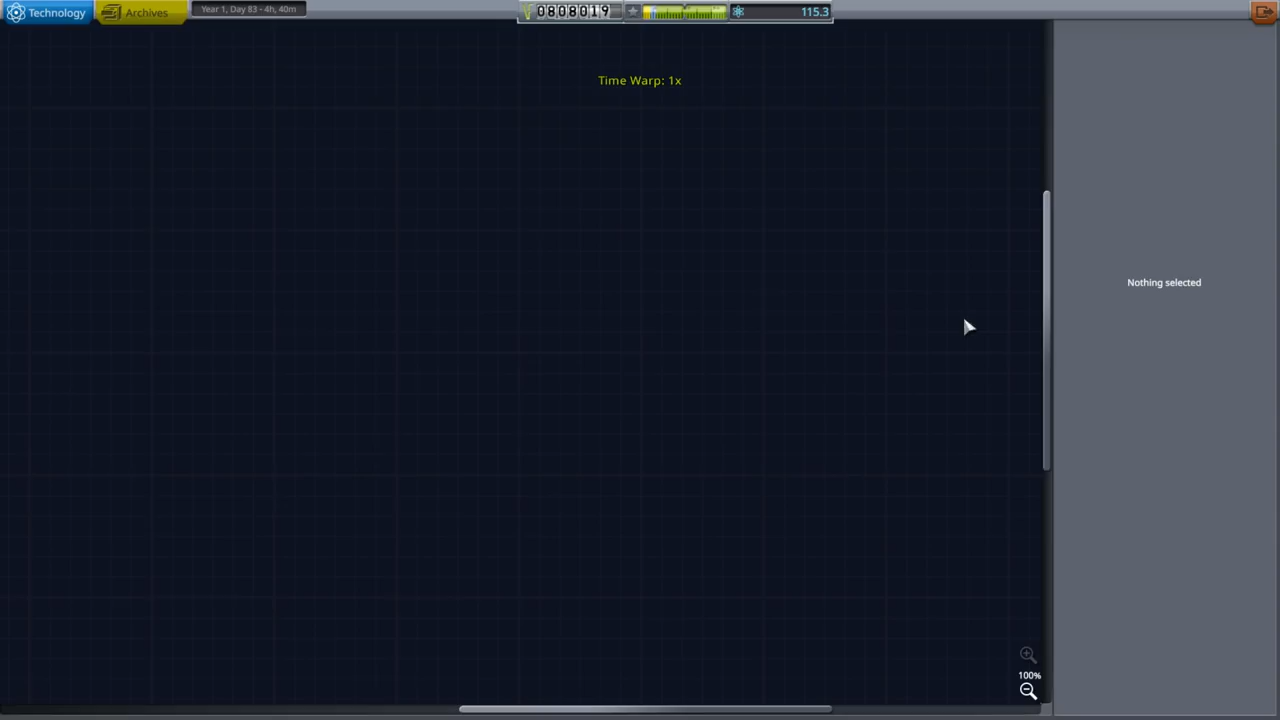 Technology
Archives
Year 1, Day 83 - 4h, 40m
0808019
115.3
Time Warp: 1x
Nothing selected
100%